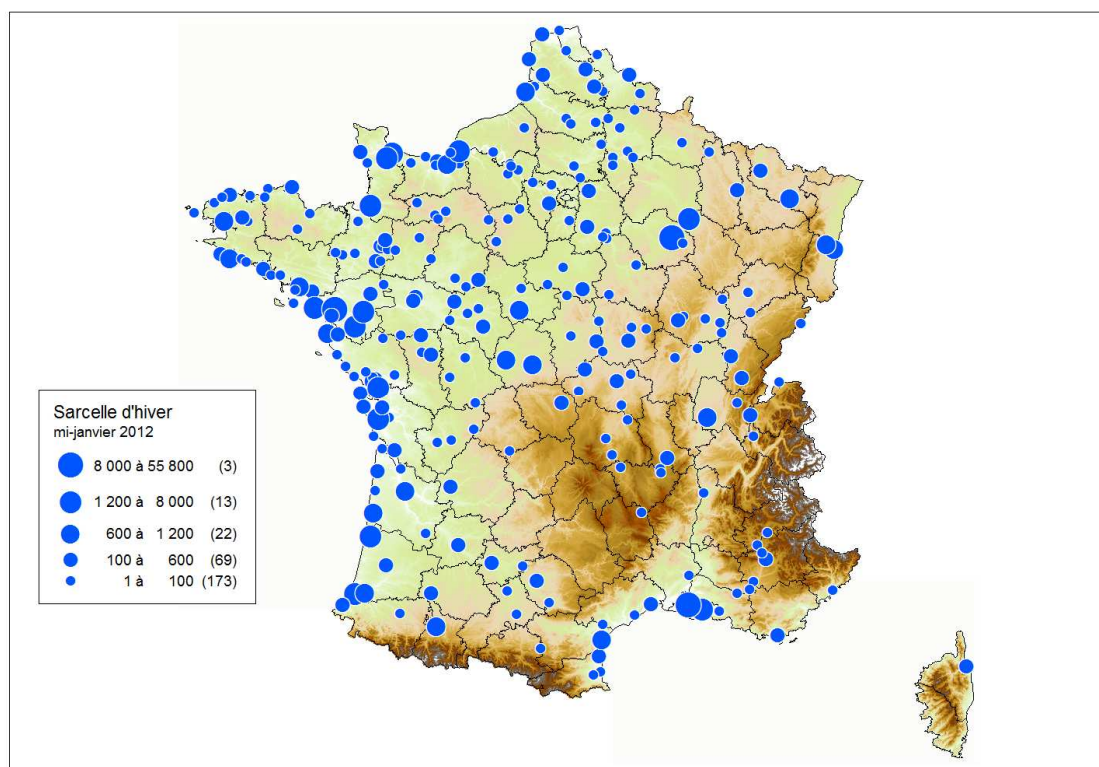 Sarcelle d'hiver
mi-janvier 2012
8 000 à 55 800 (3)
1 200 à 8 000 (13)
600 à 1 200 (22)
100 à 600 (69)
1 à 100 (173)